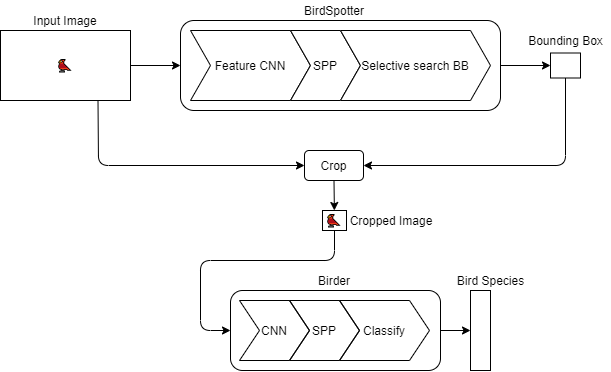 BirdSpotter
Input Image
Feature CNN
SPP
Selective search BB
Bounding Box
Crop
Cropped Image
Birder
Bird Species
CNN
SPP
Classify